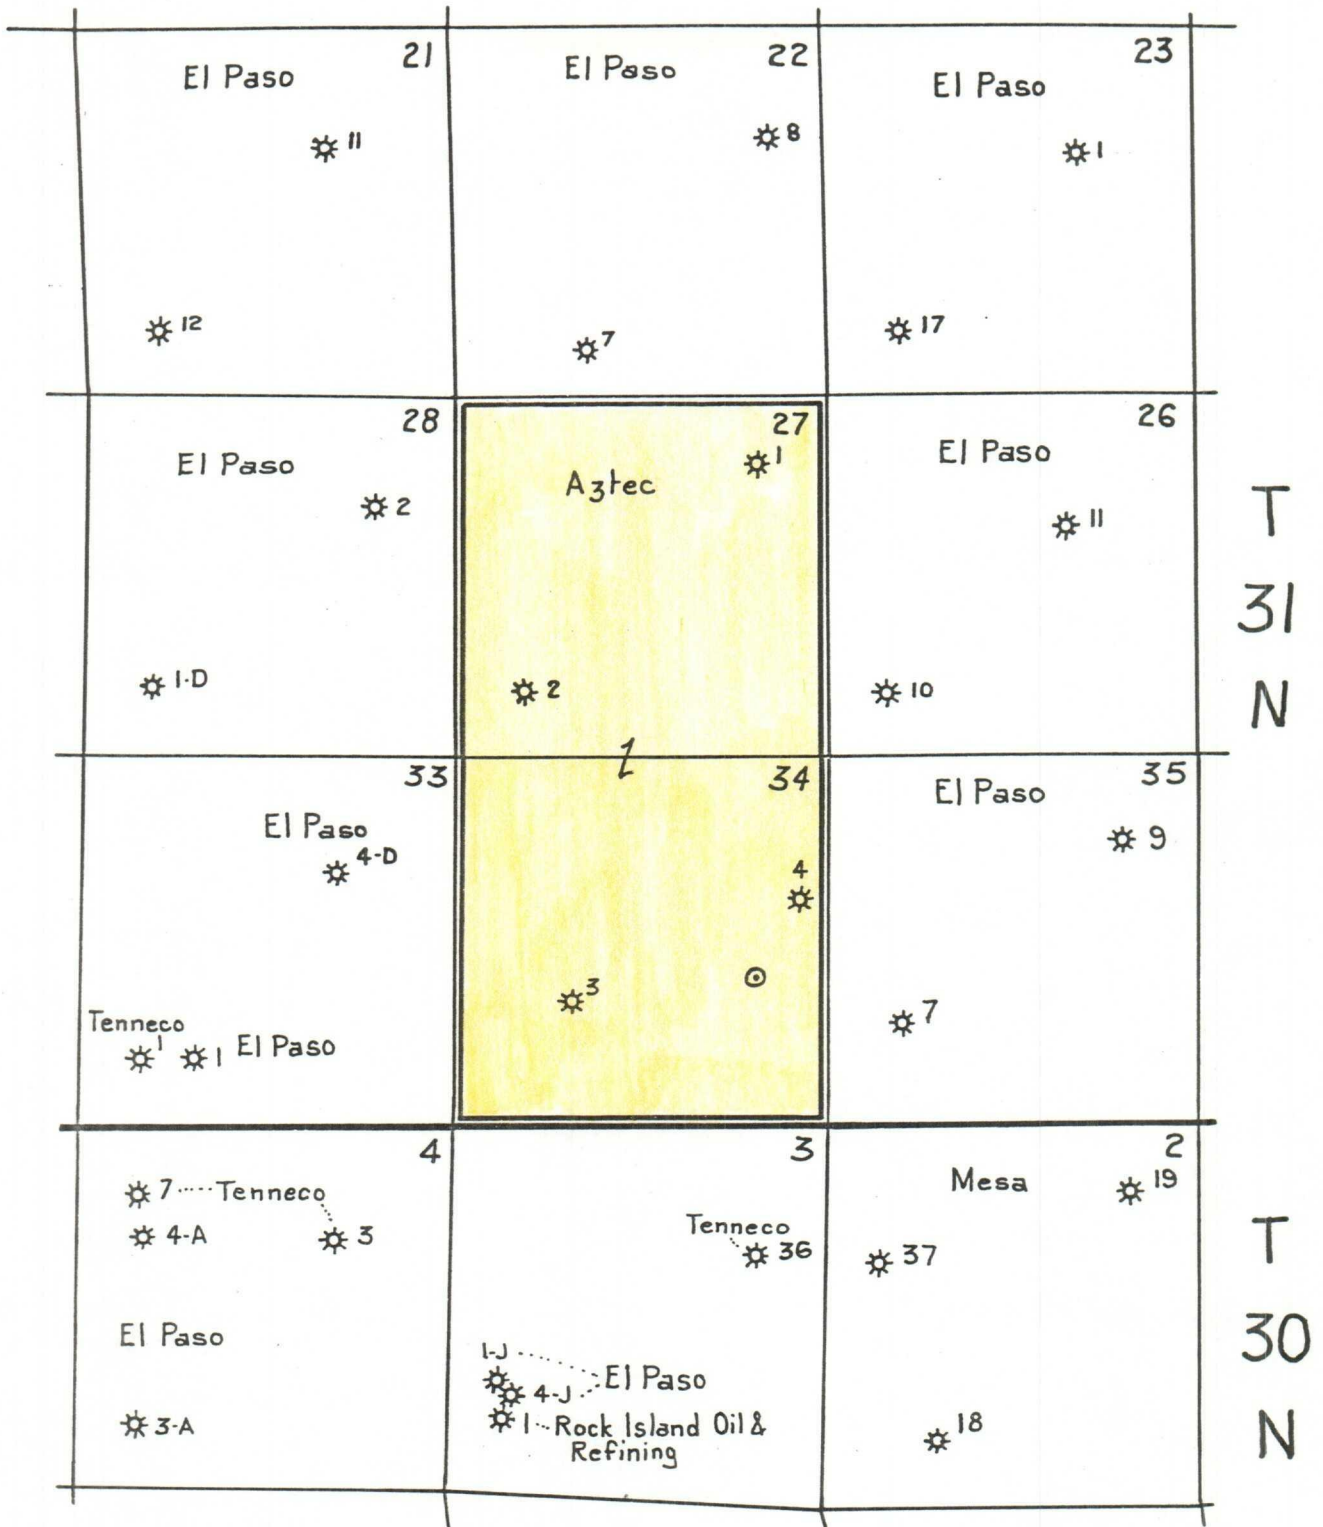 21
El Paso
11
12
22
El Paso
8
7
23
El Paso
1
17
28
El Paso
2
1-D
27
Aztec
1
2
26
El Paso
11
10
T
31
N
33
El Paso
4-D
Tenneco
1
1 El Paso
34
4
3
35
El Paso
9
7
4
7 Tenneco
4-A
3
El Paso
3-A
3
Tenneco
36
1-J
El Paso
4-J
1 Rock Island Oil &
Refining
2
Mesa
19
37
18
T
30
N